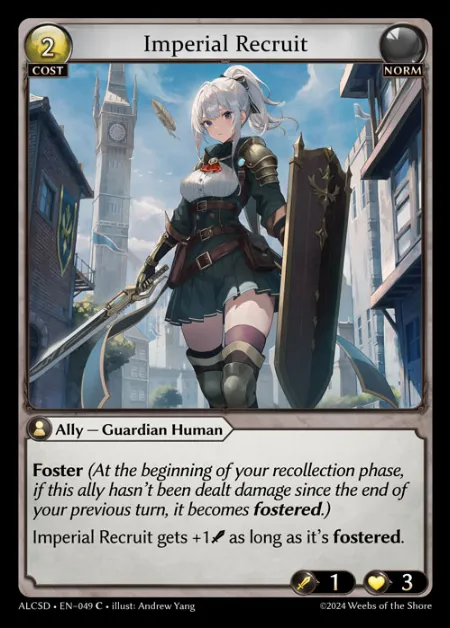 2
Imperial Recruit
COST
NORM
Ally — Guardian Human
Foster (At the beginning of your recollection phase,
if this ally hasn't been dealt damage since the end of
your previous turn, it becomes fostered.)
Imperial Recruit gets +1 as long as it's fostered.
1
3
ALCSD • EN-049 C • illust: Andrew Yang
©2024 Weebs of the Shore